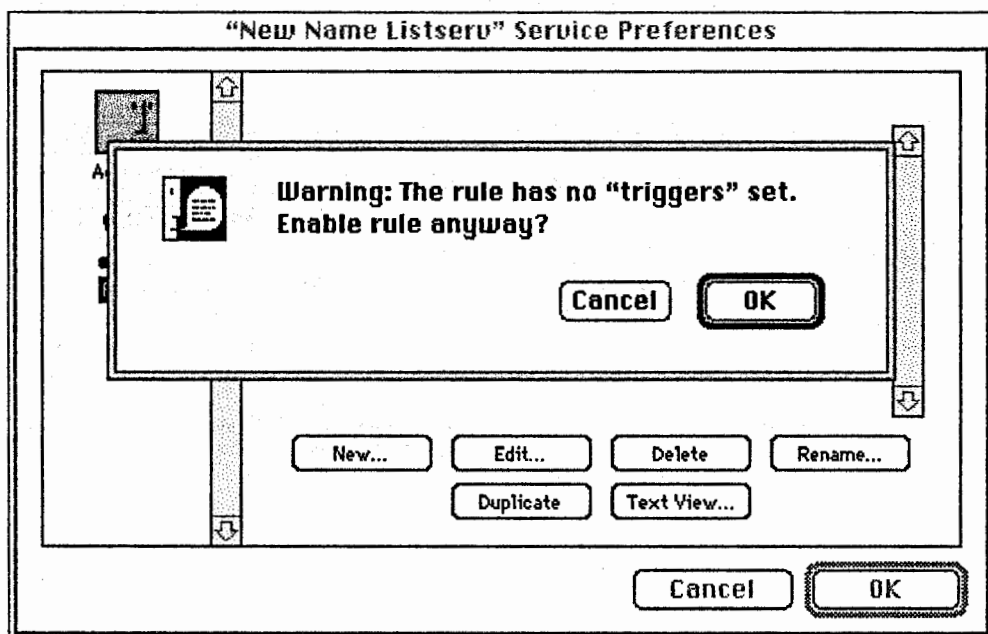 “New Name Listserv” Service Preferences
Warning: The rule has no “triggers” set.
Enable rule anyway?
Cancel
OK
New...
Edit...
Delete
Rename...
Duplicate
Text View...
Cancel
OK